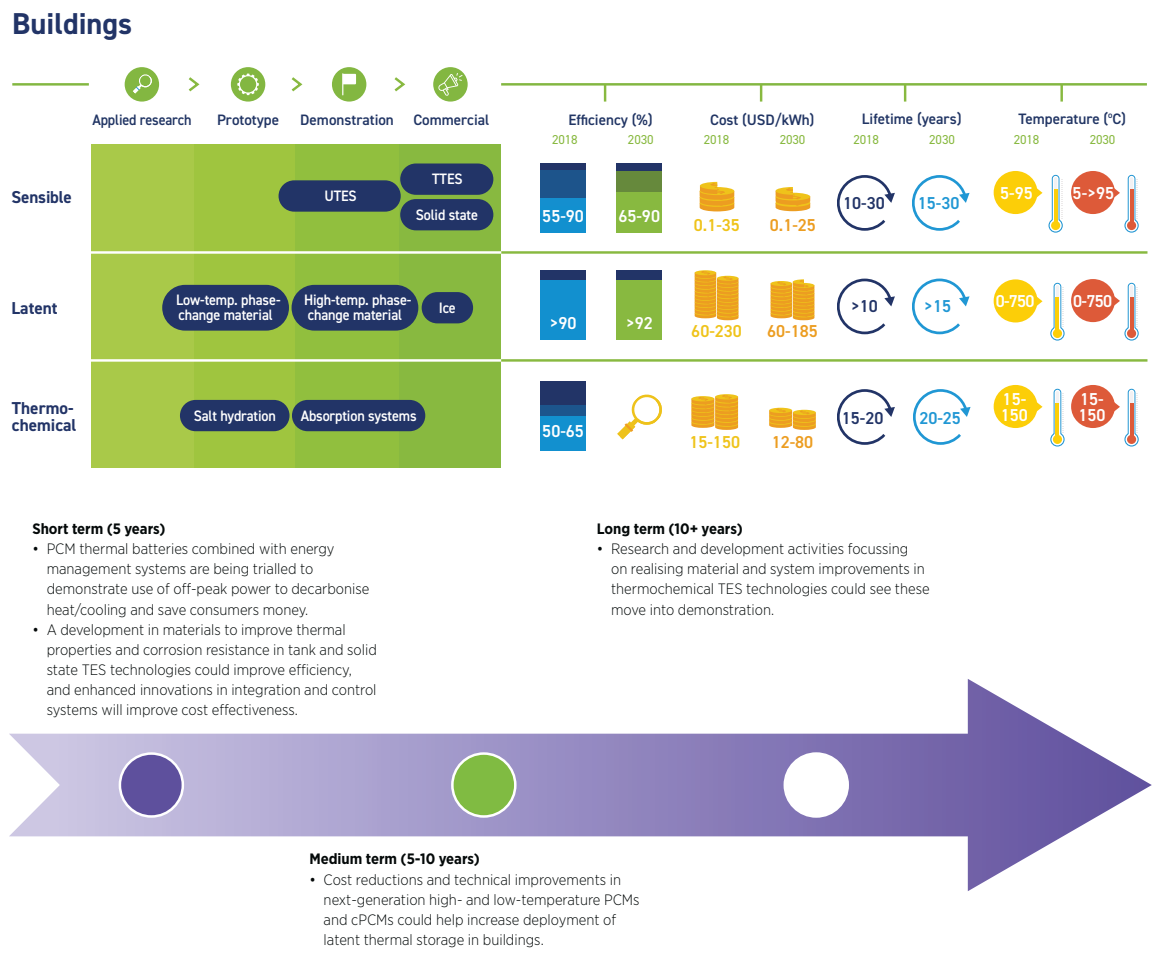 Buildings
Applied research
Prototype
Demonstration
Commercial
Efficiency (%)
Cost (USD/kWh)
Lifetime (years)
Temperature (°C)
2018
2030
2018
2030
2018
2030
2018
2030
Sensible
UTES
TTES
Solid state
55-90
65-90
0.1-35
0.1-25
10-30
15-30
5-95
5->95
Latent
Low-temp. phase-
change material
High-temp. phase-
change material
Ice
>90
>92
60-230
60-185
>10
>15
0-750
0-750
Thermo-
chemical
Salt hydration
Absorption systems
50-65
15-150
12-80
15-20
20-25
15-
150
15-
150
Short term (5 years)
• PCM thermal batteries combined with energy
management systems are being trialled to
demonstrate use of off-peak power to decarbonise
heat/cooling and save consumers money.
• A development in materials to improve thermal
properties and corrosion resistance in tank and solid
state TES technologies could improve efficiency,
and enhanced innovations in integration and control
systems will improve cost effectiveness.
Long term (10+ years)
• Research and development activities focussing
on realising material and system improvements in
thermochemical TES technologies could see these
move into demonstration.
Medium term (5-10 years)
• Cost reductions and technical improvements in
next-generation high- and low-temperature PCMs
and cPCMs could help increase deployment of
latent thermal storage in buildings.